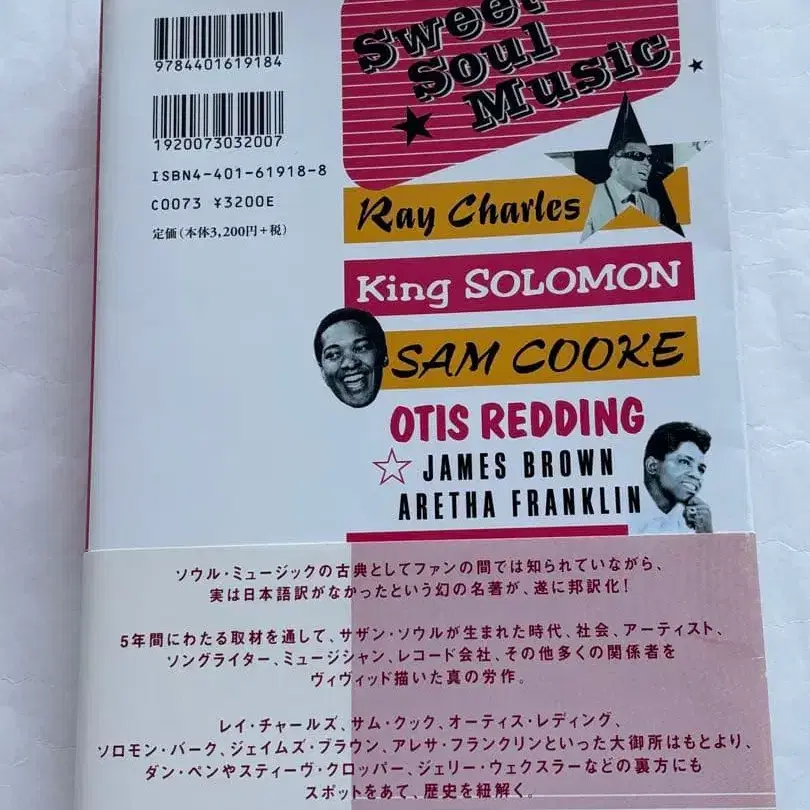 9784401619184
1920073032007
ISBN4-401-61918-8
C0073 ¥3200E
定価(本体3,200円+税)
Sweet
Soul
Music
Ray Charles
King SOLOMON
SAM COOKE
OTIS REDDING
JAMES BROWN
ARETHA FRANKLIN
ソウル・ミュージックの古典としてファンの間では知られていながら、
実は日本語訳がなかったという幻の名著が、遂に邦訳化!
5年間にわたる取材を通して、サザン・ソウルが生まれた時代、社会、アーティスト、
ソングライター、ミュージシャン、レコード会社、その他多くの関係者を
ヴィヴィッド描いた真の労作。
レイ・チャールズ、サム・クック、オーティス・レディング、
ソロモン・バーク、ジェイムズ・ブラウン、アレサ・フランクリンといった大御所はもとより、
ダン・ペンやスティーヴ・クロッパー、ジェリー・ウェクスラーなどの裏方にも
スポットをあて、歴史を紐解く。